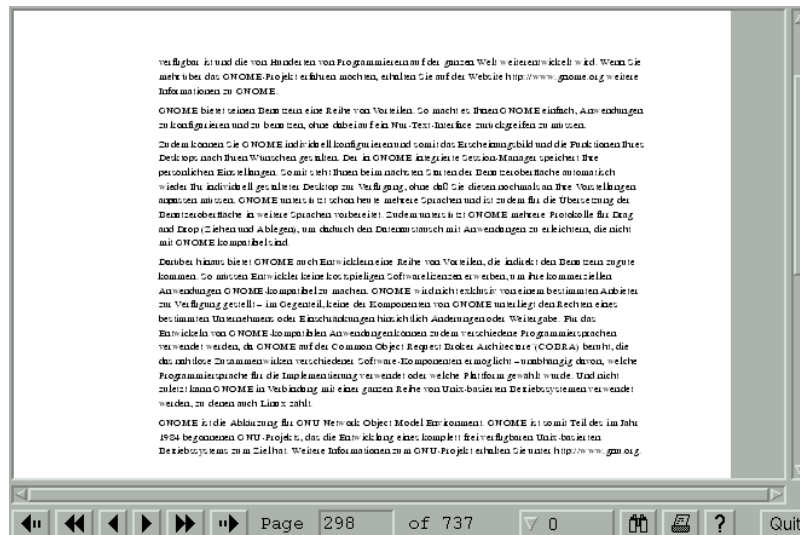 verfügbar ist und die von Hunderten von Programmierern auf der ganzen Welt weiterentwickelt wird. Wenn Sie
mehr über das GNOME-Projekt erfahren möchten, erhalten Sie auf der Website http://www.gnome.org weitere
Informationen zu GNOME.
GNOME bietet seinen Benutzern eine Reihe von Vorteilen. So macht es Ihnen GNOME einfach, Anwendungen
zu konfigurieren und zu benutzen, ohne dabei auf ein Nur-Text-Interface zurückgreifen zu müssen.
Zudem können Sie GNOME individuell konfigurieren und somit das Erscheinungsbild und die Funktionen Ihres
Desktops nach Ihren Wünschen gestalten. Der in GNOME integrierte Session-Manager speichert Ihre
persönlichen Einstellungen. So mit steht Ihnen beim nächsten Starten der Benutzeroberfläche automatisch
wieder Ihr individuell gestalteter Desktop zur Verfügung, ohne daß Sie diesen nochmals an Ihre Vorstellungen
anpassen müssen. GNOME unterstützt schon heute mehrere Sprachen und ist zudem für die Übersetzung der
Benutzeroberfläche in weitere Sprachen vorbereitet. Zudem unterstützt GNOME mehrere Protokolle für Drag
and Drop (Ziehen und Ablegen), um dadurch den Datenaustausch mit Anwendungen zu erleichtern, die nicht
mit GNOME kompatibel sind.
Darüber hinaus bietet GNOME auch Entwicklern eine Reihe von Vorteilen, die indirekt den Benutzern zugute
kommen. So müssen Entwickler keine kostspieligen Softwarelizenzen erwerben, um ihre kommerziellen
Anwendungen GNOME-kompatibel zu machen. GNOME wird nicht exklusiv von einem bestimmten Anbieter
zur Verfügung gestellt – im Gegenteil, keine der Komponenten von GNOME unterliegt den Rechten eines
bestimmten Unternehmens oder Einschränkungen hinsichtlich Änderungen oder Weitergabe. Für das
Entwickeln von GNOME-kompatiblen Anwendungen können zudem verschiedene Programmiersprachen
verwendet werden, da GNOME auf der Common Object Request Broker Architecture (COBRA) beruht, die
das nahtlose Zusammenwirken verschiedener Software-Komponenten ermöglicht – unabhängig davon, welche
Programmiersprache für die Implementierung verwendet oder welche Plattform gewählt wurde. Und nicht
zuletzt kann GNOME in Verbindung mit einer ganzen Reihe von Unix-basierten Betriebssystemen verwendet
werden, zu denen auch Linux zählt.
GNOME ist die Abkürzung für GNU Network Object Model Environment. GNOME ist somit Teil des im Jahr
1984 begonnenen GNU-Projekts, das die Entwicklung eines komplett frei verfügbaren Unix-basierten
Betriebssystems zum Ziel hat. Weitere Informationen zum GNU-Projekt erhalten Sie unter http://www.gnu.org.
Page 298 of 737 0 ? Quit